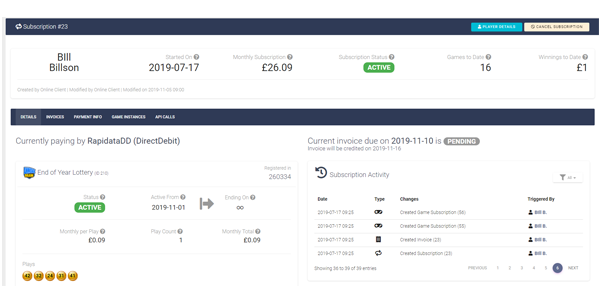 Subscription #23
PLAYER DETAILS
CANCEL SUBSCRIPTION
Bill
Billson
Started On
2019-07-17
Monthly Subscription
£26.09
Subscription Status
ACTIVE
Games to Date
16
Winnings to Date
£1
Created by Online Client | Modified by Online Client | Modified on 2019-11-03 00:00
DETAILS INVOICES PAYMENT INFO GAME INSTANCES API CALLS
Currently paying by RapidataDD (DirectDebit)
End of Year Lottery
Registered in
260334
Status
ACTIVE
Active From
2019-11-01
Ending On
∞
Monthly per Play
£0.09
Play Count
1
Monthly Total
£0.09
Plays
Current invoice due on 2019-11-10 is PENDING
Invoice will be credited on 2019-11-16
Subscription Activity
All
Date Type Changes Triggered By
2019-07-17 09:25 Created Game Subscription (56) Bill B.
2019-07-17 09:25 Created Game Subscription (55) Bill B.
2019-07-17 09:25 Created Invoice (23) Bill B.
2019-07-17 09:25 Created Subscription (23) Bill B.
Showing 56 to 59 of 59 entries
PREVIOUS 1 2 3 4 5 6 NEXT